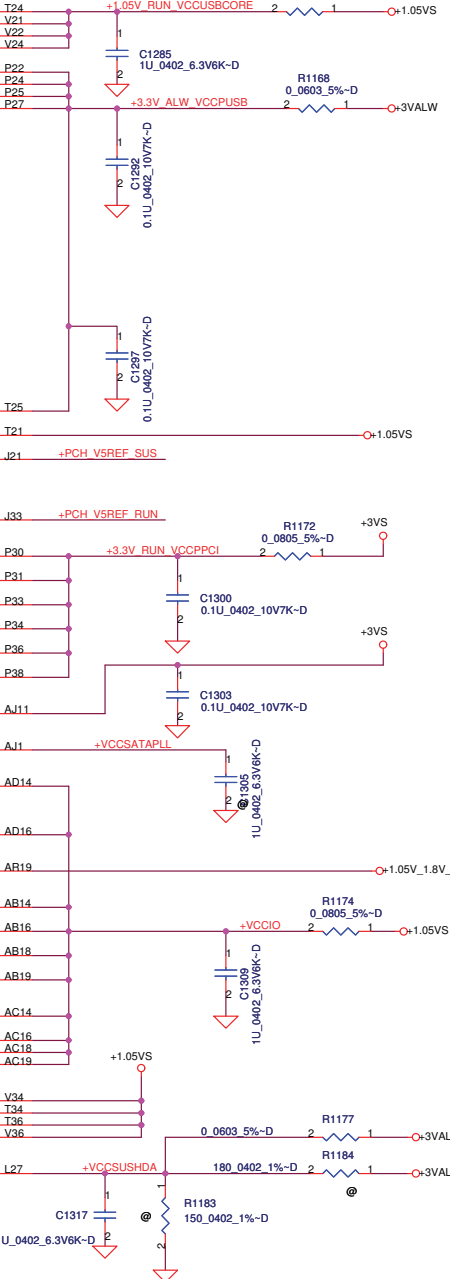 T24 +1.05V_RUN_VCCUSBCORE 2 1 +1.05VS
V21
V22 1
V24
C1285
1U_0402_6.3V6K~D
2
P22
P24 R1168
P25 0_0603_5%~D
P27 +3.3V_ALW_VCCPUSB 2 1 +3VALW
1
2
C1292
0.1U_0402_10V7K~D
1
2
C1297
0.1U_0402_10V7K~D
T25
T21 +1.05VS
J21 +PCH_V5REF_SUS
J33 +PCH_V5REF_RUN
R1172 +3VS
0_0805_5%~D
P30 +3.3V_RUN_VCCPPCI 2 1
P31 1
P33 C1300
0.1U_0402_10V7K~D
P34 2
P36 +3VS
P38 1
C1303
0.1U_0402_10V7K~D
AJ11 2
AJ1 +VCCSATAPLL
1
2 @
C1305
1U_0402_6.3V6K~D
AD14
AD16
AR19 +1.05V_1.8V_
AB14 R1174
0_0805_5%~D
AB16 +VCCIO 2 1 +1.05VS
AB18 1
AB19 2
C1309
1U_0402_6.3V6K~D
AC14
AC16
AC18
AC19
+1.05VS
V34
T34
T36 R1177
V36 0_0603_5%~D 2 1 +3VAL
R1184
L27 +VCCSUSHDA 180_0402_1%~D 2 1 +3VAL
@
1 1
C1317 @ R1183
150_0402_1%~D
U_0402_6.3V6K~D 2 2